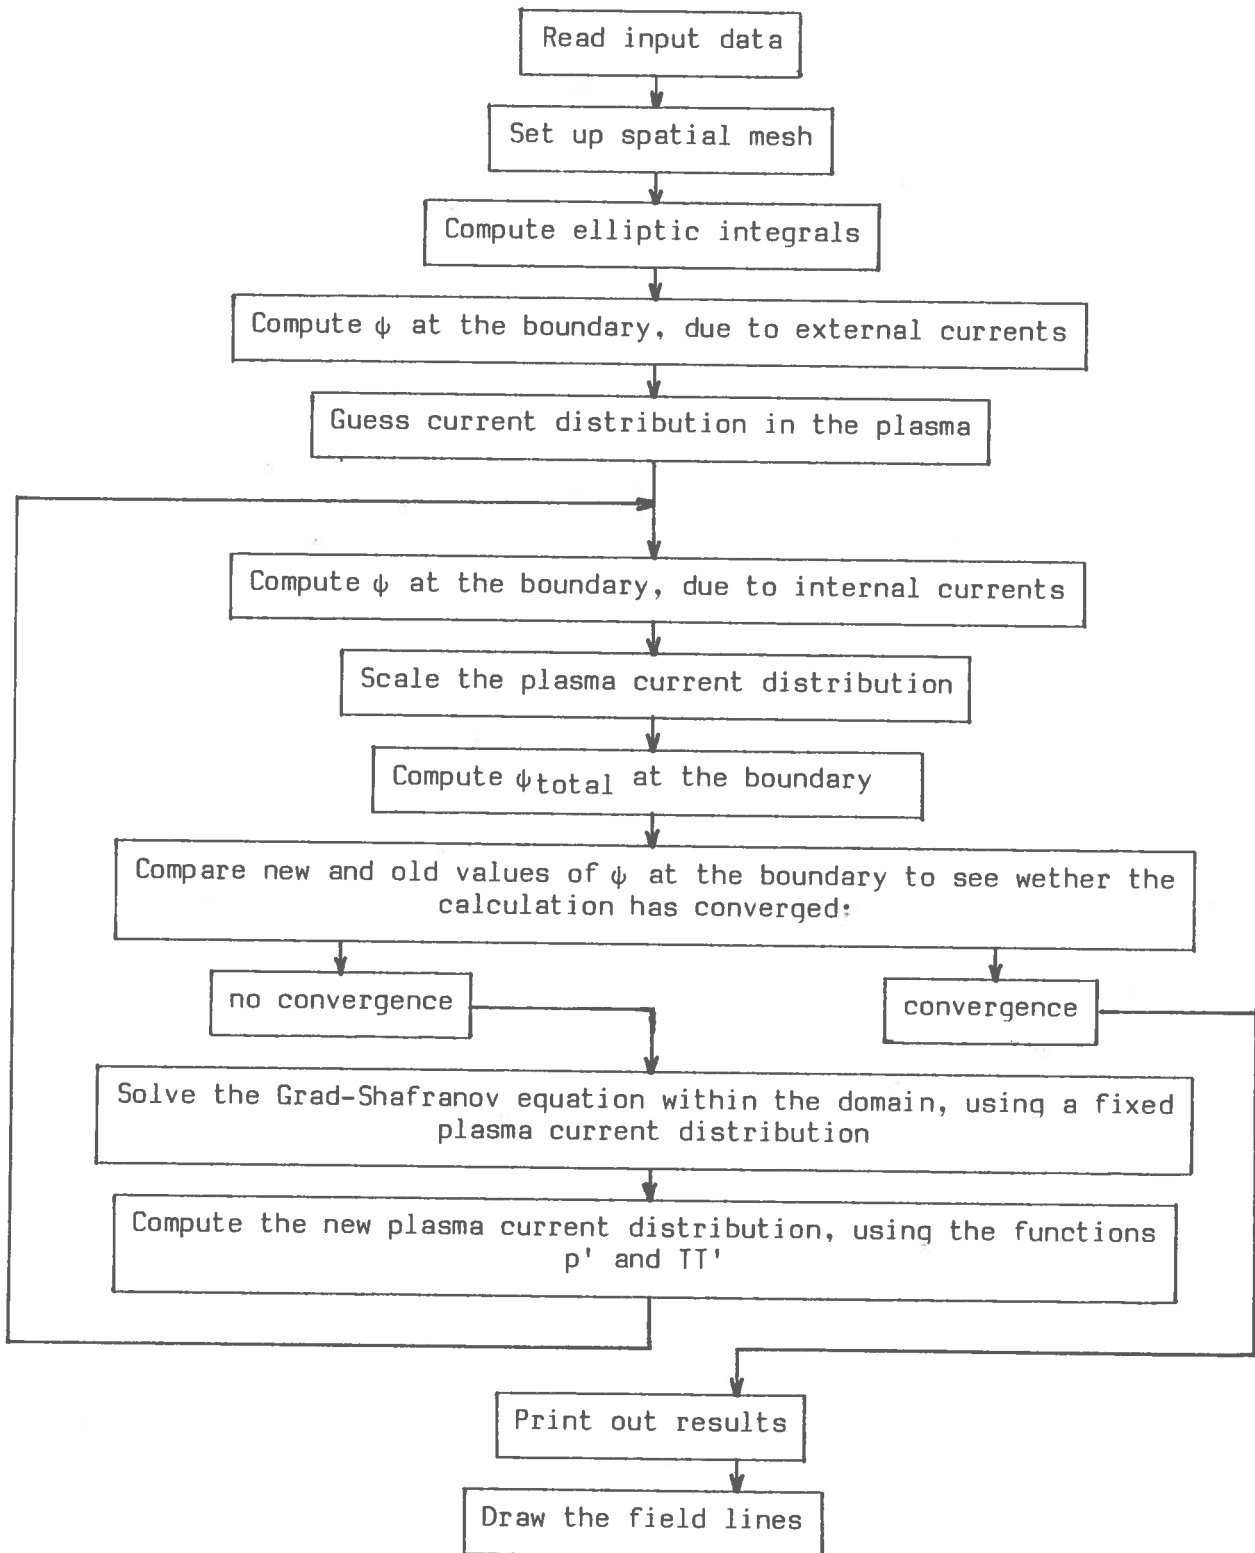 Read input data
Set up spatial mesh
Compute elliptic integrals
Compute ψ at the boundary, due to external currents
Guess current distribution in the plasma
Compute ψ at the boundary, due to internal currents
Scale the plasma current distribution
Compute ψtotal at the boundary
Compare new and old values of ψ at the boundary to see wether the
calculation has converged:
no convergence
convergence
Solve the Grad-Shafranov equation within the domain, using a fixed
plasma current distribution
Compute the new plasma current distribution, using the functions
p' and TT'
Print out results
Draw the field lines